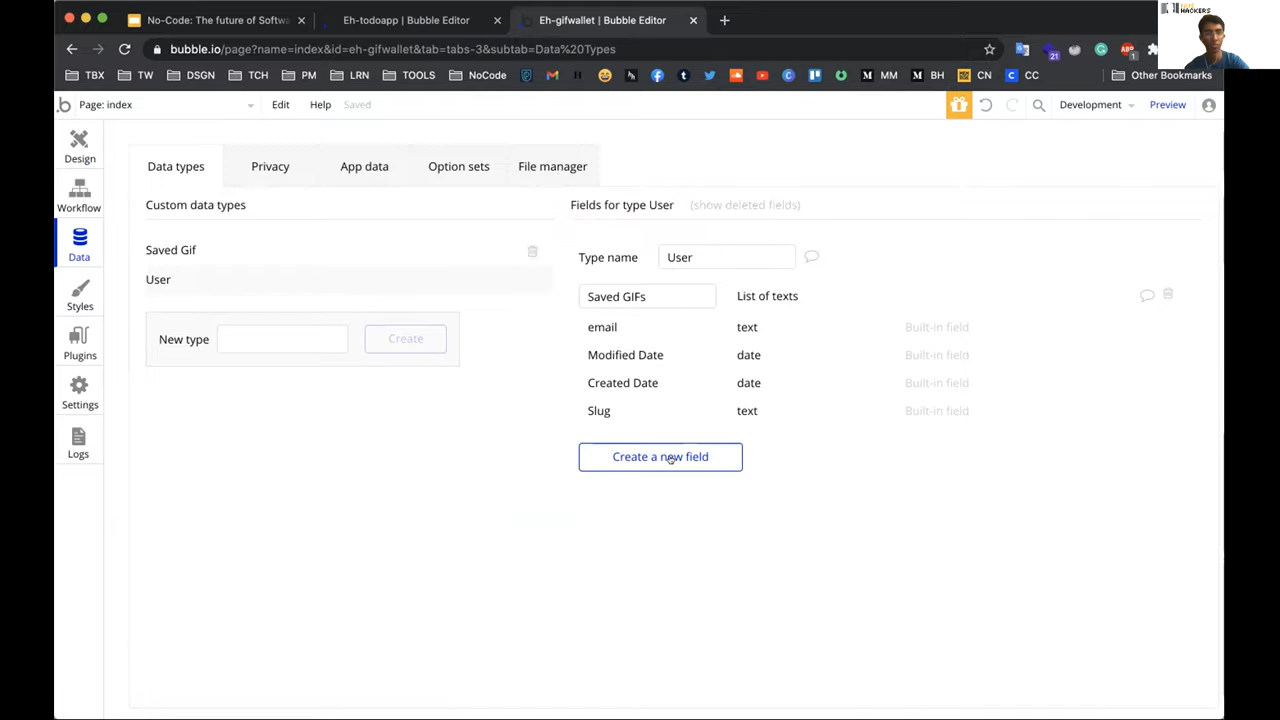 No-Code: The future of Softwa
Eh-todoapp | Bubble Editor
Eh-gifwallet | Bubble Editor
HACKERS
bubble.io/page?name=index&id=eh-gifwallet&tab=tabs-3&subtab=Data%20Types
21
1
TBX
TW
DSGN
TCH
PM
LRN
TOOLS
NoCode
MM
BH
CN
CC
Other Bookmarks
Page: index
Edit
Help
Saved
Development
Preview
Design
Workflow
Data
Styles
Plugins
Settings
Logs
Data types
Privacy
App data
Option sets
File manager
Custom data types
Saved Gif
User
New type
Create
Fields for type User
(show deleted fields)
Type name
User
Saved GIFs
List of texts
email
text
Built-in field
Modified Date
date
Built-in field
Created Date
date
Built-in field
Slug
text
Built-in field
Create a new field